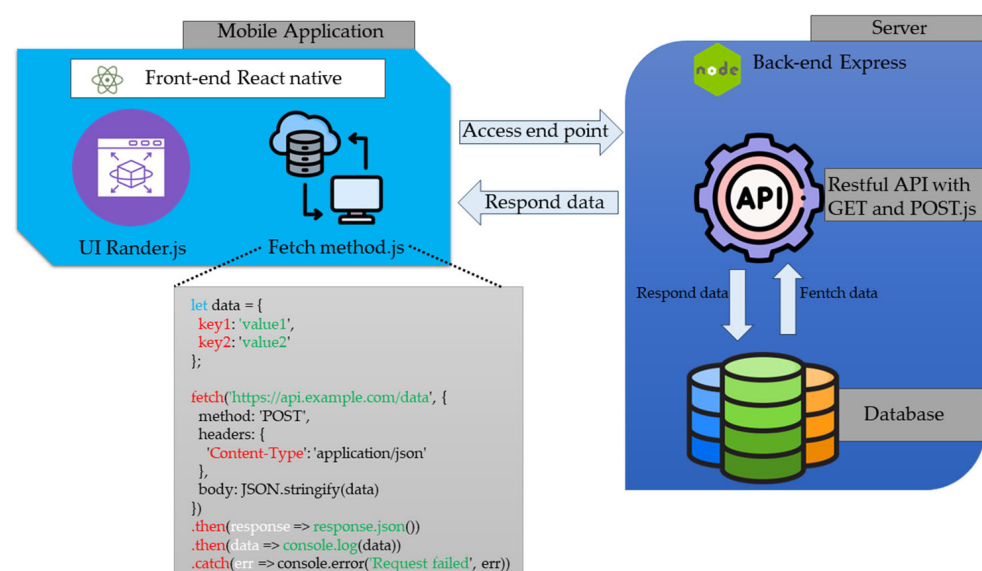 Mobile Application
Front-end React native
UI Rander.js
Fetch method.js
let data = {
key1: 'value1',
key2: 'value2'
};
fetch('https://api.example.com/data', {
method: 'POST',
headers: {
'Content-Type': 'application/json'
},
body: JSON.stringify(data)
})
.then(response => response.json())
.then(data => console.log(data))
.catch(err => console.error('Request failed', err))
Access end point
Respond data
Server
node
Back-end Express
API
Restful API with
GET and POST.js
Respond data
Fentch data
Database